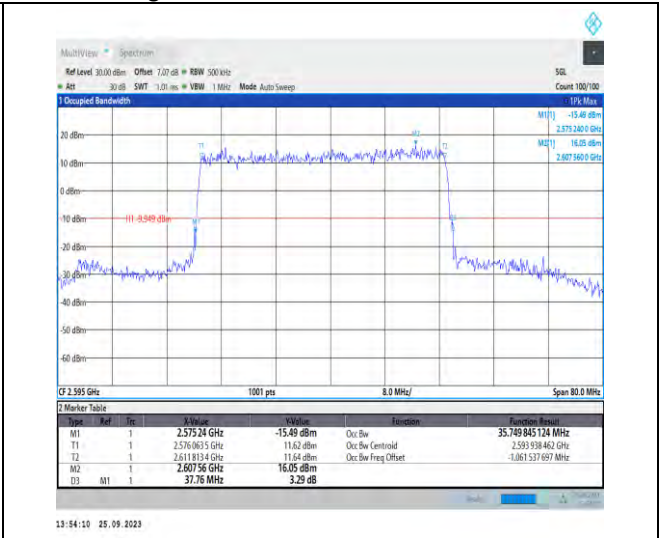 MultiView Spectrum
Ref Level 30.00 dBm Offset 7.07 dB RBW 500 kHz SGL
Att 30 dB SWT 1.01 ms VBW 1 MHz Mode Auto Sweep Count 100/100
1 Occupied Bandwidth 1Pk Max
M1[1] -15.49 dBm
2.575 240 0 GHz
M2[1] 16.05 dBm
2.607 560 0 GHz
20 dBm
M2
T1 T2
10 dBm
0 dBm
-10 dBm H1 -9.949 dBm M1
-20 dBm
-30 dBm
-40 dBm
-50 dBm
-60 dBm
CF 2.595 GHz 1001 pts 8.0 MHz/ Span 80.0 MHz
2 Marker Table
Type Ref Trc X-Value Y-Value Function Function Result
M1 1 2.575 24 GHz -15.49 dBm Occ Bw 35.749 845 124 MHz
T1 1 2.576 063 5 GHz 11.62 dBm Occ Bw Centroid 2.593 938 462 GHz
T2 1 2.611 813 4 GHz 11.64 dBm Occ Bw Freq Offset -1.061 537 697 MHz
M2 1 2.607 56 GHz 16.05 dBm
D3 M1 1 37.76 MHz 3.29 dB
13:54:10 25.09.2023